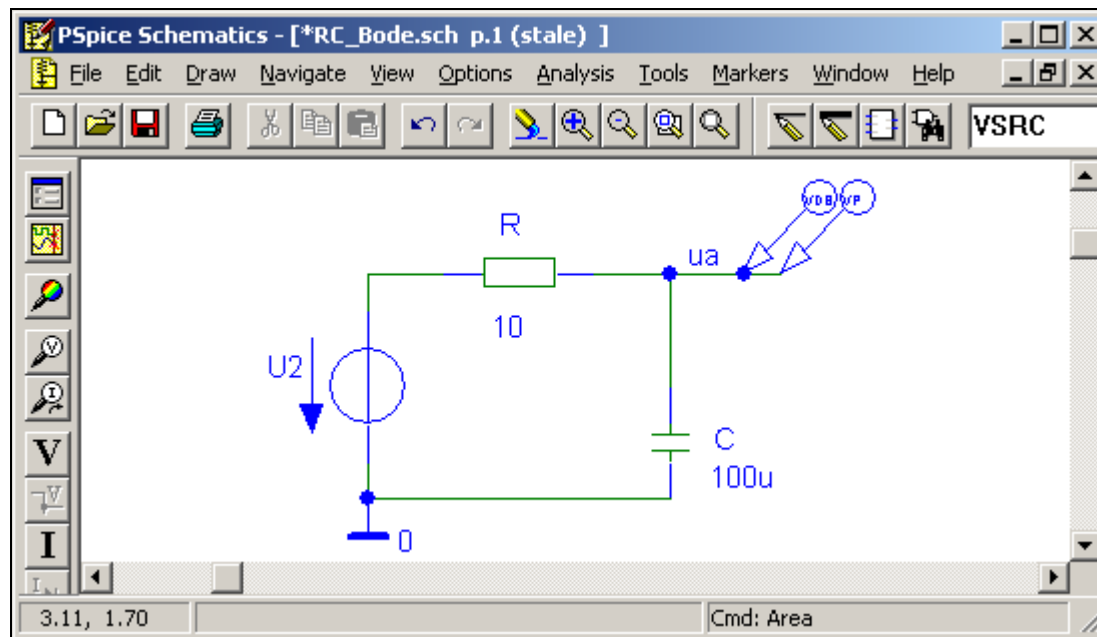 PSpice Schematics - [*RC_Bode.sch p.1 (stale) ]
File Edit Draw Navigate View Options Analysis Tools Markers Window Help
VSRC
VDB VP
R
ua
10
U2
C
100u
0
V
I
V
I
3.11, 1.70 Cmd: Area